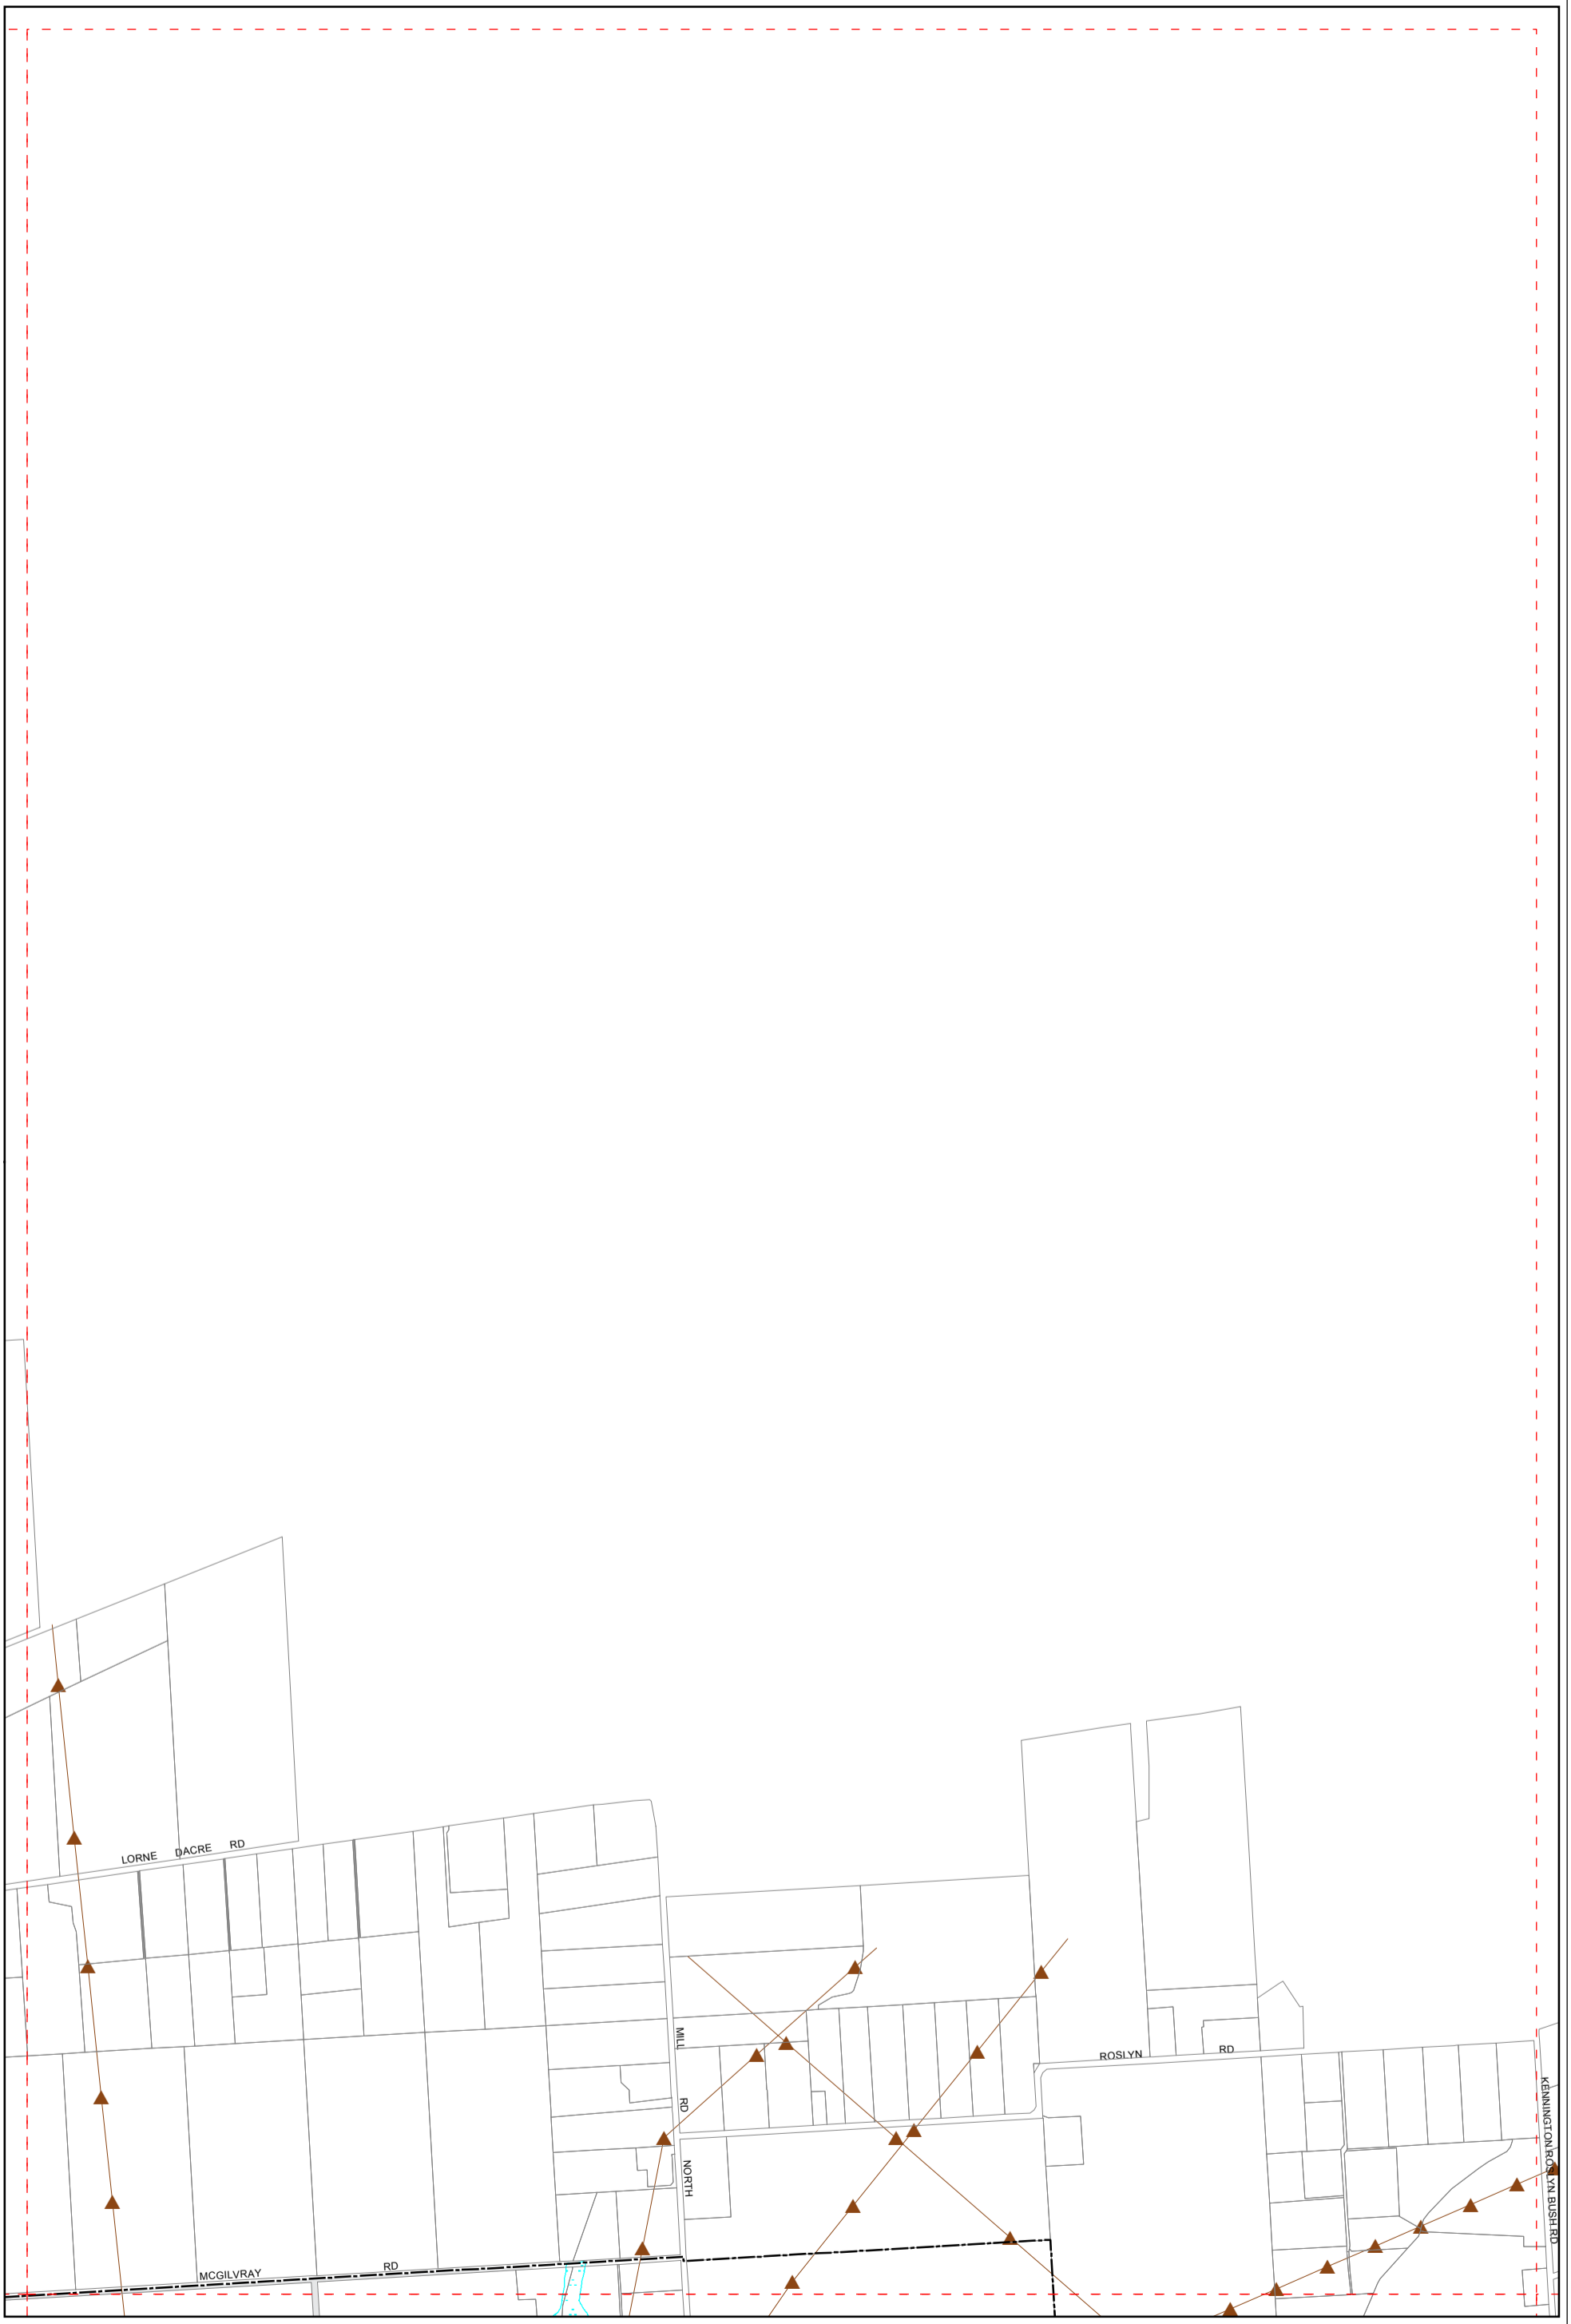 LORNE DACRE RD
MILL
RD
NORTH
ROSLYN RD
KENNINGTON ROSLYN BUSH RD
MCGILVRAY RD